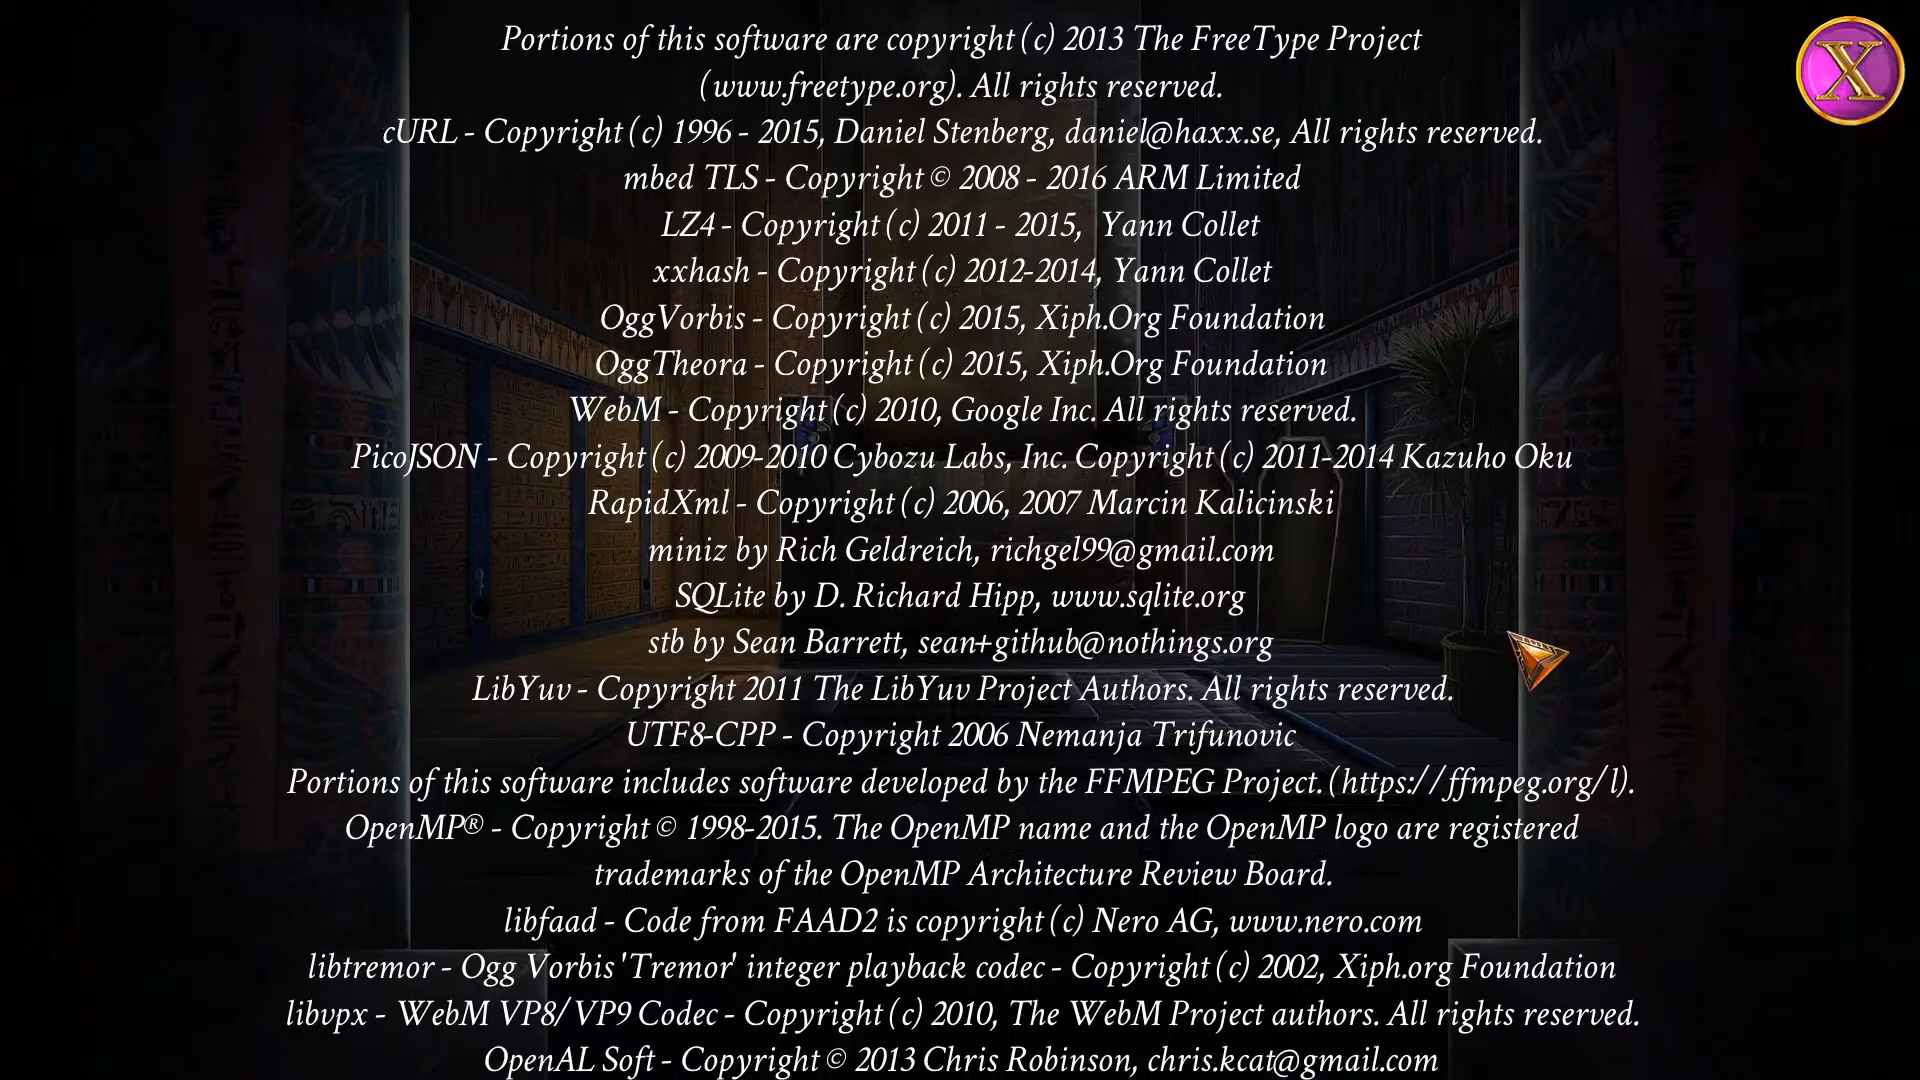 Portions of this software are copyright (c) 2013 The FreeType Project
(www.freetype.org). All rights reserved.
X
cURL - Copyright (c) 1996 - 2015, Daniel Stenberg, daniel@haxx.se, All rights reserved.
mbed TLS - Copyright © 2008 - 2016 ARM Limited
LZ4 - Copyright (c) 2011 - 2015,  Yann Collet
xxhash - Copyright (c) 2012-2014, Yann Collet
OggVorbis - Copyright (c) 2015, Xiph.Org Foundation
OggTheora - Copyright (c) 2015, Xiph.Org Foundation
WebM - Copyright (c) 2010, Google Inc. All rights reserved.
PicoJSON - Copyright (c) 2009-2010 Cybozu Labs, Inc. Copyright (c) 2011-2014 Kazuho Oku
RapidXml - Copyright (c) 2006, 2007 Marcin Kalicinski
miniz by Rich Geldreich, richgel99@gmail.com
SQLite by D. Richard Hipp, www.sqlite.org
stb by Sean Barrett, sean+github@nothings.org
LibYuv - Copyright 2011 The LibYuv Project Authors. All rights reserved.
UTF8-CPP - Copyright 2006 Nemanja Trifunovic
Portions of this software includes software developed by the FFMPEG Project. (https://ffmpeg.org/l).
OpenMP® - Copyright © 1998-2015. The OpenMP name and the OpenMP logo are registered
trademarks of the OpenMP Architecture Review Board.
libfaad - Code from FAAD2 is copyright (c) Nero AG, www.nero.com
libtremor - Ogg Vorbis 'Tremor' integer playback codec - Copyright (c) 2002, Xiph.org Foundation
libvpx - WebM VP8/VP9 Codec - Copyright (c) 2010, The WebM Project authors. All rights reserved.
OpenAL Soft - Copyright © 2013 Chris Robinson, chris.kcat@gmail.com